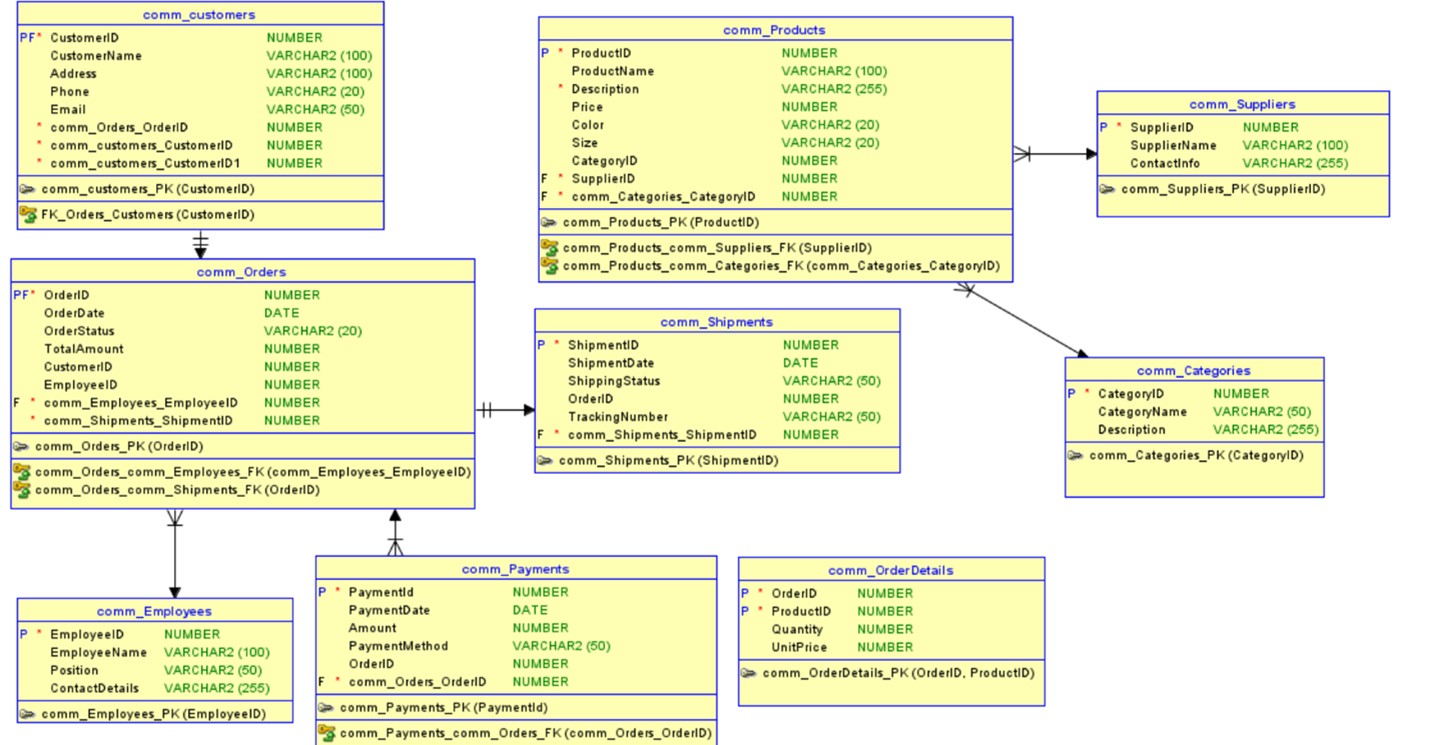 comm_customers
PF* CustomerID NUMBER
CustomerName VARCHAR2 (100)
Address VARCHAR2 (100)
Phone VARCHAR2 (20)
Email VARCHAR2 (50)
* comm_Orders_OrderID NUMBER
* comm_customers_CustomerID NUMBER
* comm_customers_CustomerID1 NUMBER
comm_customers_PK (CustomerID)
FK_Orders_Customers (CustomerID)
comm_Products
P * ProductID NUMBER
ProductName VARCHAR2 (100)
* Description VARCHAR2 (255)
Price NUMBER
Color VARCHAR2 (20)
Size VARCHAR2 (20)
CategoryID NUMBER
F * SupplierID NUMBER
F * comm_Categories_CategoryID NUMBER
comm_Products_PK (ProductID)
comm_Products_comm_Suppliers_FK (SupplierID)
comm_Products_comm_Categories_FK (comm_Categories_CategoryID)
comm_Suppliers
P * SupplierID NUMBER
SupplierName VARCHAR2 (100)
ContactInfo VARCHAR2 (255)
comm_Suppliers_PK (SupplierID)
comm_Orders
PF* OrderID NUMBER
OrderDate DATE
OrderStatus VARCHAR2 (20)
TotalAmount NUMBER
CustomerID NUMBER
EmployeeID NUMBER
F * comm_Employees_EmployeeID NUMBER
* comm_Shipments_ShipmentID NUMBER
comm_Orders_PK (OrderID)
comm_Orders_comm_Employees_FK (comm_Employees_EmployeeID)
comm_Orders_comm_Shipments_FK (OrderID)
comm_Shipments
P * ShipmentID NUMBER
ShipmentDate DATE
ShippingStatus VARCHAR2 (50)
OrderID NUMBER
TrackingNumber VARCHAR2 (50)
F * comm_Shipments_ShipmentID NUMBER
comm_Shipments_PK (ShipmentID)
comm_Categories
P * CategoryID NUMBER
CategoryName VARCHAR2 (50)
Description VARCHAR2 (255)
comm_Categories_PK (CategoryID)
comm_Employees
P * EmployeeID NUMBER
EmployeeName VARCHAR2 (100)
Position VARCHAR2 (50)
ContactDetails VARCHAR2 (255)
comm_Employees_PK (EmployeeID)
comm_Payments
P * PaymentId NUMBER
PaymentDate DATE
Amount NUMBER
PaymentMethod VARCHAR2 (50)
OrderID NUMBER
F * comm_Orders_OrderID NUMBER
comm_Payments_PK (PaymentId)
comm_Payments_comm_Orders_FK (comm_Orders_OrderID)
comm_OrderDetails
P * OrderID NUMBER
P * ProductID NUMBER
Quantity NUMBER
UnitPrice NUMBER
comm_OrderDetails_PK (OrderID, ProductID)